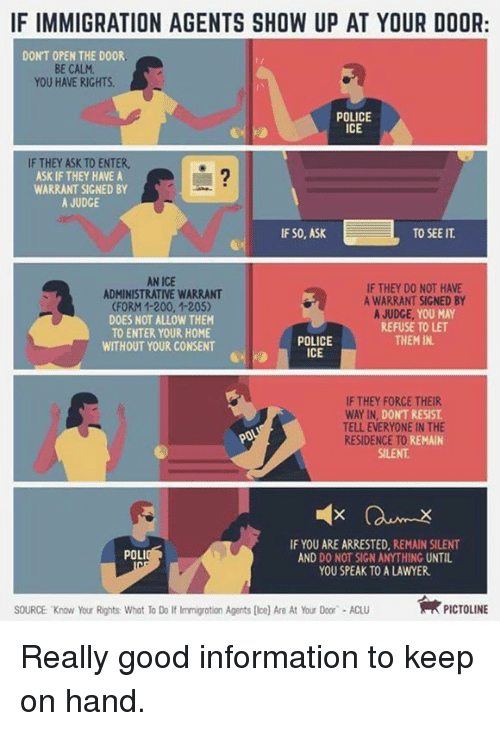 IF IMMIGRATION AGENTS SHOW UP AT YOUR DOOR:
DON'T OPEN THE DOOR.
BE CALM.
YOU HAVE RIGHTS.
POLICE
ICE
IF THEY ASK TO ENTER,
ASK IF THEY HAVE A
WARRANT SIGNED BY
A JUDGE
?
IF SO, ASK
TO SEE IT.
AN ICE
ADMINISTRATIVE WARRANT
(FORM 1-200, 1-205)
DOES NOT ALLOW THEM
TO ENTER YOUR HOME
WITHOUT YOUR CONSENT
POLICE
ICE
IF THEY DO NOT HAVE
A WARRANT SIGNED BY
A JUDGE, YOU MAY
REFUSE TO LET
THEM IN.
POLI
IF THEY FORCE THEIR
WAY IN, DON'T RESIST.
TELL EVERYONE IN THE
RESIDENCE TO REMAIN
SILENT.
POLIC
ICE
X
X
IF YOU ARE ARRESTED, REMAIN SILENT
AND DO NOT SIGN ANYTHING UNTIL
YOU SPEAK TO A LAWYER.
SOURCE "Know Your Rights: What To Do If Immigration Agents (Ice) Are At Your Door" - ACLU
PICTOLINE
Really good information to keep
on hand.